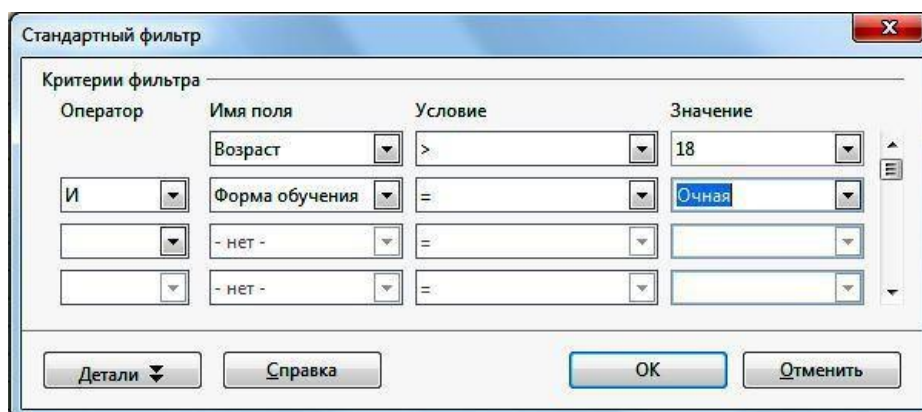 Стандартный фильтр
Критерии фильтра
Оператор Имя поля Условие Значение
Возраст > 18
И Форма обучения = Очная
- нет - =
- нет - =
Детали Справка ОК Отменить